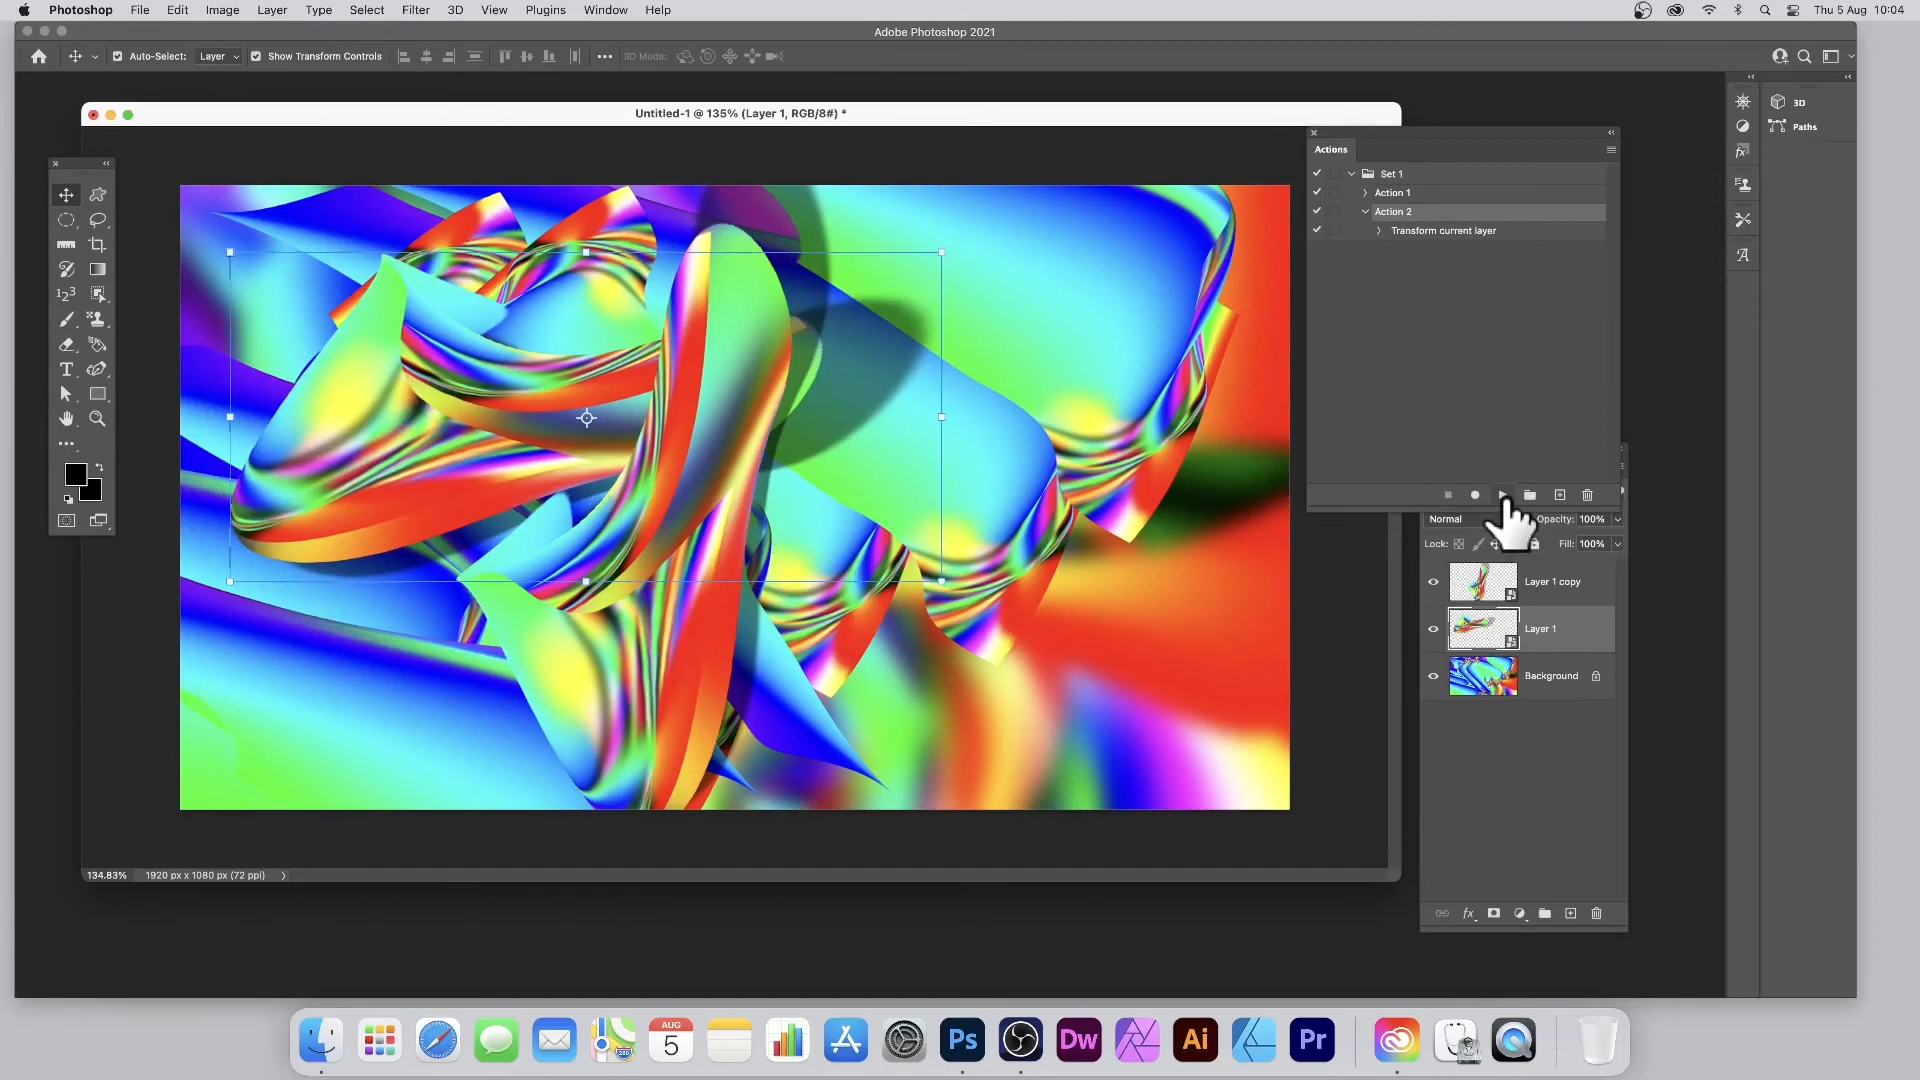 Photoshop File Edit Image Layer Type Select Filter 3D View Plugins Window Help Thu 5 Aug 10:04
Adobe Photoshop 2021
Auto-Select: Layer Show Transform Controls 3D Mode:
Untitled-1 @ 135% (Layer 1, RGB/8#) *
3D
Paths
Actions
Set 1
Action 1
Action 2
Transform current layer
Normal Opacity: 100%
Lock: Fill: 100%
Layer 1 copy
Layer 1
Background
fx
134.83% 1920 px x 1080 px (72 ppi)
AUG
5
280
Ps
Dw
Ai
Pr